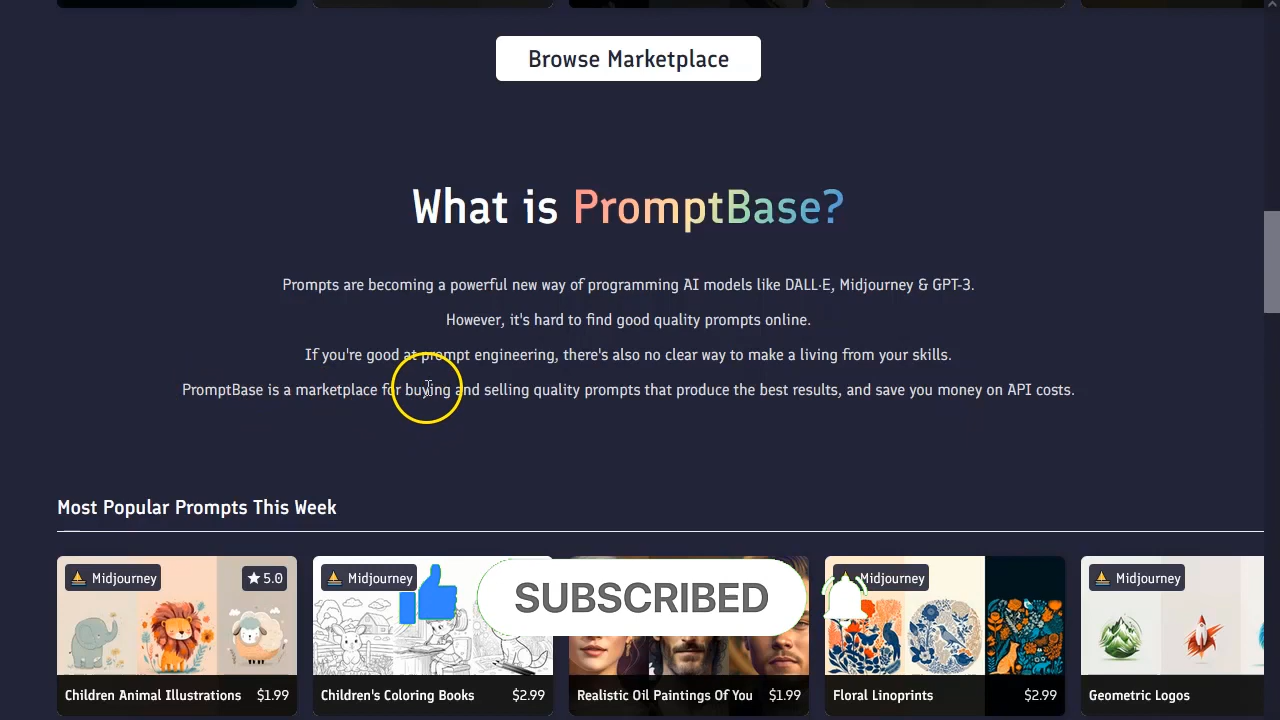 Browse Marketplace
What is PromptBase?
Prompts are becoming a powerful new way of programming AI models like DALL·E, Midjourney & GPT-3.
However, it's hard to find good quality prompts online.
If you're good at prompt engineering, there's also no clear way to make a living from your skills.
PromptBase is a marketplace for buying and selling quality prompts that produce the best results, and save you money on API costs.
Most Popular Prompts This Week
Midjourney
★ 5.0
Midjourney
Midjourney
Midjourney
SUBSCRIBED
Children Animal Illustrations $1.99
Children's Coloring Books $2.99
Realistic Oil Paintings Of You $1.99
Floral Linoprints $2.99
Geometric Logos